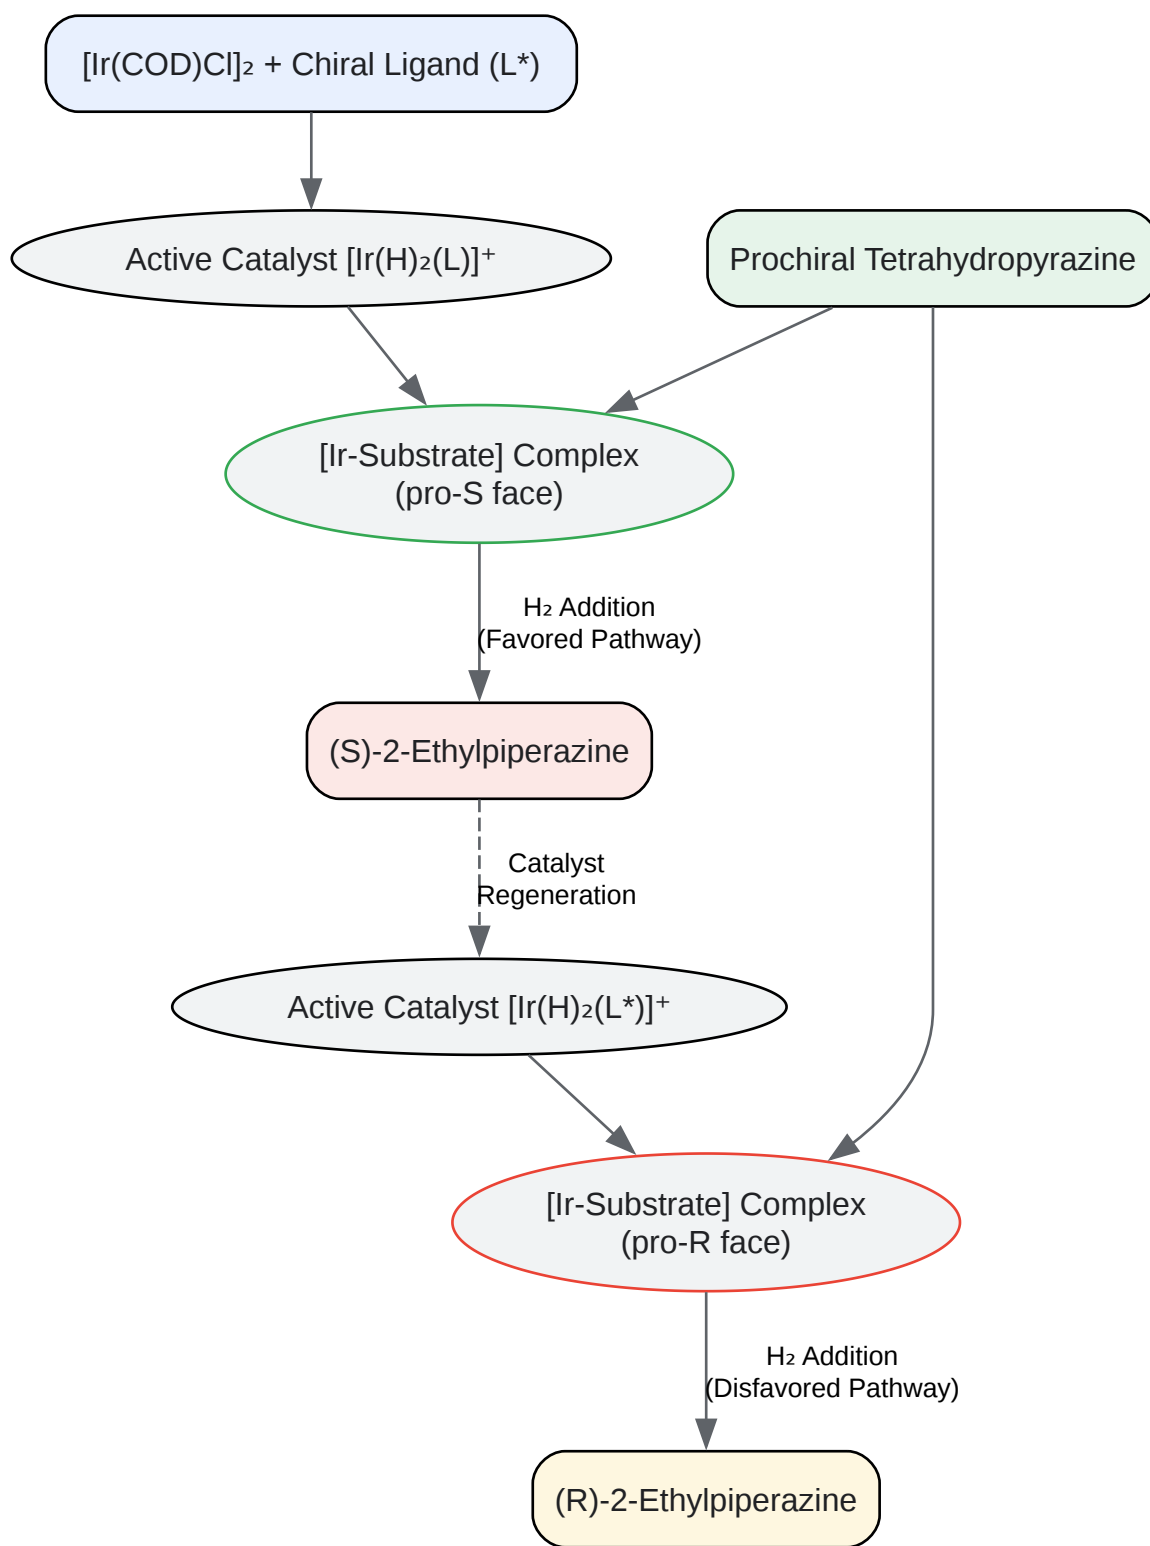 [Ir(COD)Cl]₂ + Chiral Ligand (L*)
Active Catalyst [Ir(H)₂(L)]⁺
Prochiral Tetrahydropyrazine
[Ir-Substrate] Complex
(pro-S face)
H₂ Addition
(Favored Pathway)
(S)-2-Ethylpiperazine
Catalyst
Regeneration
Active Catalyst [Ir(H)₂(L*)]⁺
[Ir-Substrate] Complex
(pro-R face)
H₂ Addition
(Disfavored Pathway)
(R)-2-Ethylpiperazine